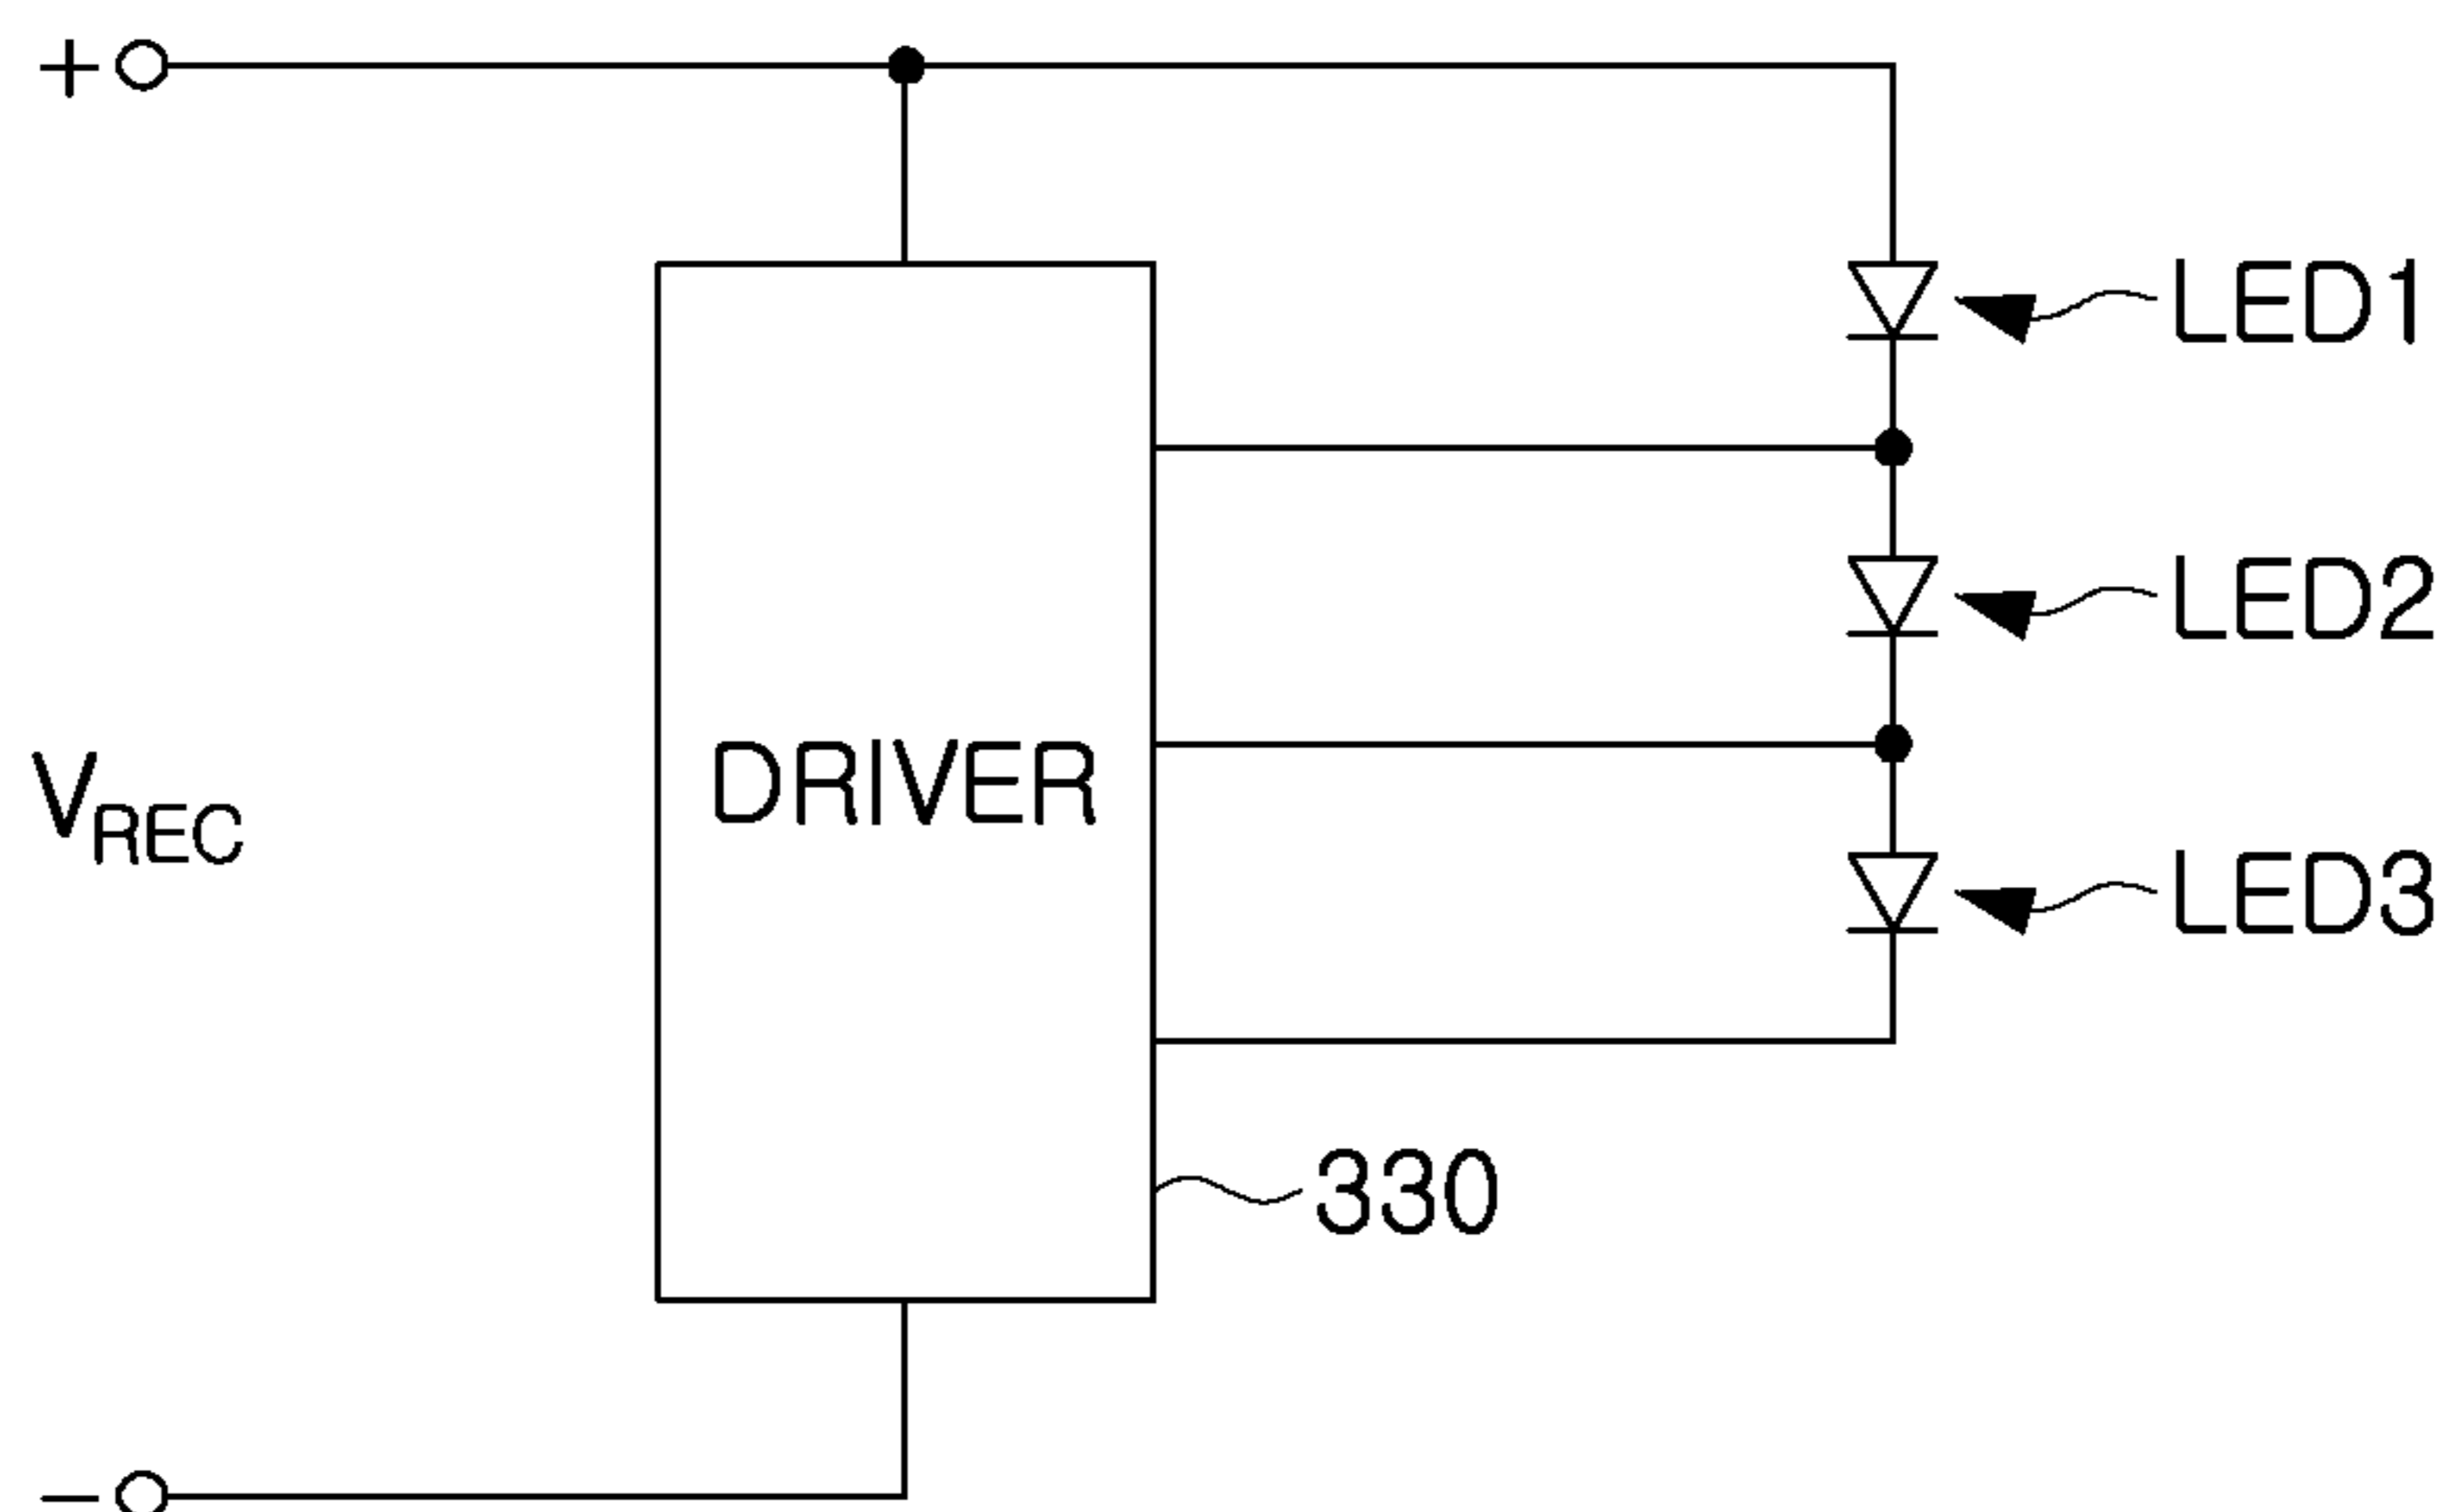 +
LED1
LED2
DRIVER
V_REC
LED3
330
−